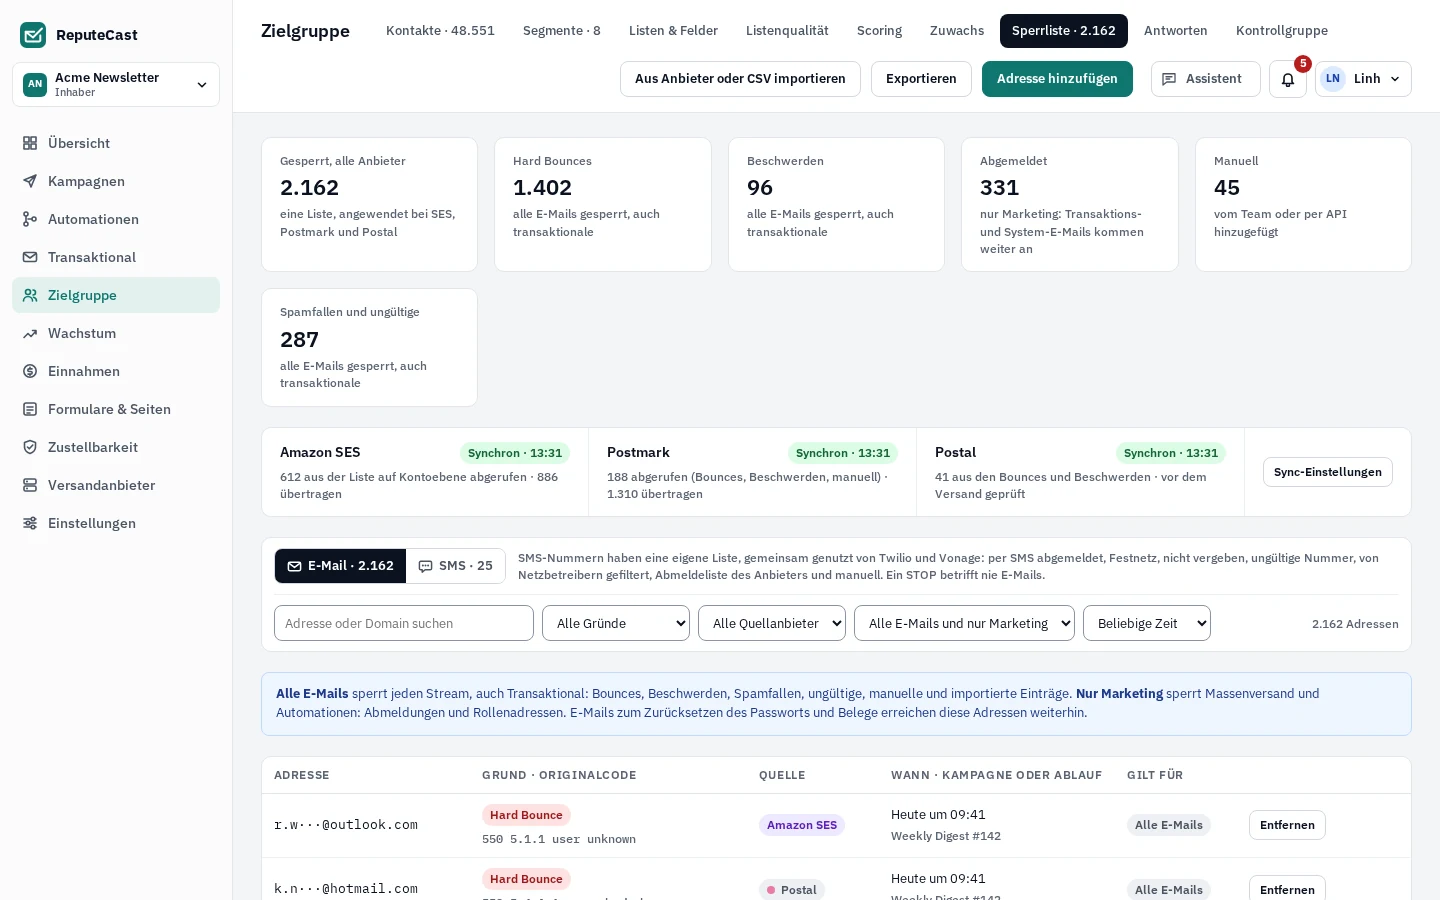 ReputeCast
AN
Acme Newsletter
Inhaber
Übersicht
Kampagnen
Automationen
Transaktional
Zielgruppe
Wachstum
Einnahmen
Formulare & Seiten
Zustellbarkeit
Versandanbieter
Einstellungen
Zielgruppe
Kontakte · 48.551
Segmente · 8
Listen & Felder
Listenqualität
Scoring
Zuwachs
Sperrliste · 2.162
Antworten
Kontrollgruppe
Aus Anbieter oder CSV importieren
Exportieren
Adresse hinzufügen
Assistent
5
LN
Linh
Gesperrt, alle Anbieter
2.162
eine Liste, angewendet bei SES,
Postmark und Postal
Hard Bounces
1.402
alle E-Mails gesperrt, auch
transaktionale
Beschwerden
96
alle E-Mails gesperrt, auch
transaktionale
Abgemeldet
331
nur Marketing: Transaktions-
und System-E-Mails kommen
weiter an
Manuell
45
vom Team oder per API
hinzugefügt
Spamfallen und ungültige
287
alle E-Mails gesperrt, auch
transaktionale
Amazon SES
Synchron · 13:31
612 aus der Liste auf Kontoebene abgerufen · 886
übertragen
Postmark
Synchron · 13:31
188 abgerufen (Bounces, Beschwerden, manuell) ·
1.310 übertragen
Postal
Synchron · 13:31
41 aus den Bounces und Beschwerden · vor dem
Versand geprüft
Sync-Einstellungen
E-Mail · 2.162
SMS · 25
SMS-Nummern haben eine eigene Liste, gemeinsam genutzt von Twilio und Vonage: per SMS abgemeldet, Festnetz, nicht vergeben, ungültige Nummer, von
Netzbetreibern gefiltert, Abmeldeliste des Anbieters und manuell. Ein STOP betrifft nie E-Mails.
Adresse oder Domain suchen
Alle Gründe
Alle Quellanbieter
Alle E-Mails und nur Marketing
Beliebige Zeit
2.162 Adressen
Alle E-Mails sperrt jeden Stream, auch Transaktional: Bounces, Beschwerden, Spamfallen, ungültige, manuelle und importierte Einträge. Nur Marketing sperrt Massenversand und
Automationen: Abmeldungen und Rollenadressen. E-Mails zum Zurücksetzen des Passworts und Belege erreichen diese Adressen weiterhin.
ADRESSE
GRUND · ORIGINALCODE
QUELLE
WANN · KAMPAGNE ODER ABLAUF
GILT FÜR
r.w···@outlook.com
Hard Bounce
550 5.1.1 user unknown
Amazon SES
Heute um 09:41
Weekly Digest #142
Alle E-Mails
Entfernen
k.n···@hotmail.com
Hard Bounce
Postal
Heute um 09:41
Weekly Digest #142
Alle E-Mails
Entfernen